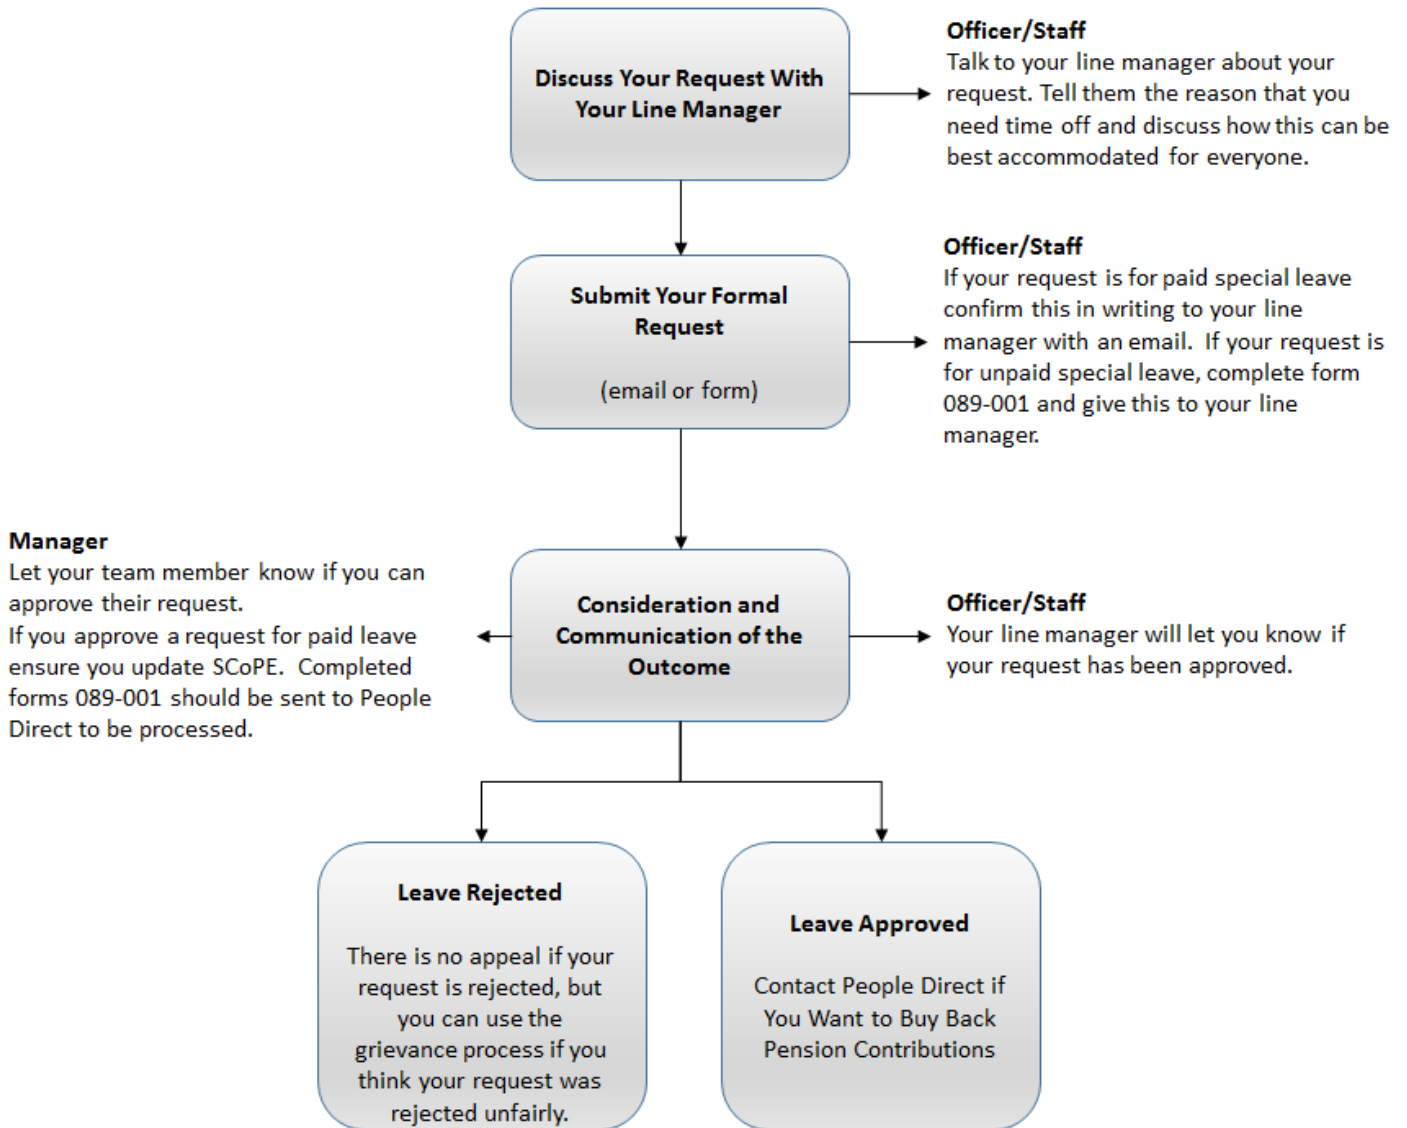 Discuss Your Request With
Your Line Manager
Officer/Staff
Talk to your line manager about your
request. Tell them the reason that you
need time off and discuss how this can be
best accommodated for everyone.
Submit Your Formal
Request
(email or form)
Officer/Staff
If your request is for paid special leave
confirm this in writing to your line
manager with an email.  If your request is
for unpaid special leave, complete form
089-001 and give this to your line
manager.
Manager
Let your team member know if you can
approve their request.
If you approve a request for paid leave
ensure you update SCoPE.  Completed
forms 089-001 should be sent to People
Direct to be processed.
Consideration and
Communication of the
Outcome
Officer/Staff
Your line manager will let you know if
your request has been approved.
Leave Rejected
There is no appeal if your
request is rejected, but
you can use the
grievance process if you
think your request was
rejected unfairly.
Leave Approved
Contact People Direct if
You Want to Buy Back
Pension Contributions